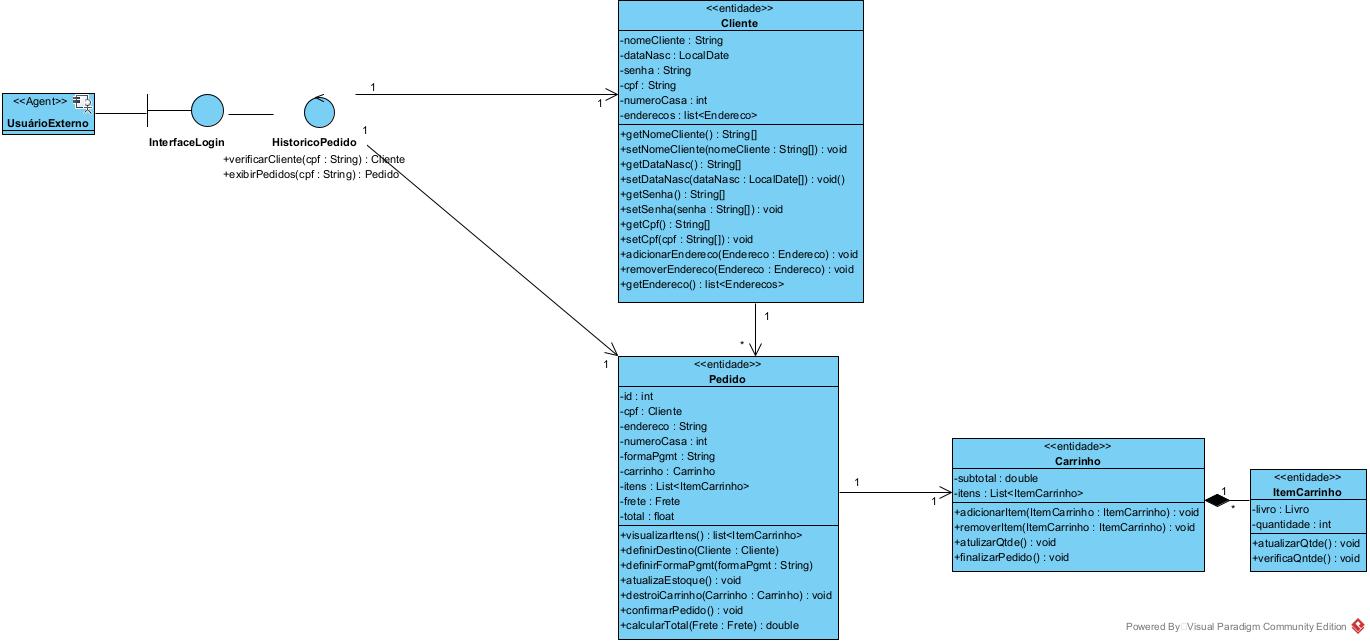 <<Agent>>
UsuárioExterno
InterfaceLogin
HistoricoPedido
+verificarCliente(cpf : String) : Cliente
+exibirPedidos(cpf : String) : Pedido
1
1
1
1
<<entidade>>
Cliente
-nomeCliente : String
-dataNasc : LocalDate
-senha : String
-cpf : String
-numeroCasa : int
-enderecos : list<Endereco>
+getNomeCliente() : String[]
+setNomeCliente(nomeCliente : String[]) : void
+getDataNasc() : String[]
+setDataNasc(dataNasc : LocalDate[]) : void()
+getSenha() : String[]
+setSenha(senha : String[]) : void
+getCpf() : String[]
+setCpf(cpf : String[]) : void
+adicionarEndereco(Endereco : Endereco) : void
+removerEndereco(Endereco : Endereco) : void
+getEndereco() : list<Enderecos>
1
*
<<entidade>>
Pedido
-id : int
-cpf : Cliente
-endereco : String
-numeroCasa : int
-formaPgmt : String
-carrinho : Carrinho
-itens : List<ItemCarrinho>
-frete : Frete
-total : float
+visualizarItens() : list<ItemCarrinho>
+definirDestino(Cliente : Cliente)
+definirFormaPgmt(formaPgmt : String)
+atualizaEstoque() : void
+destroiCarrinho(Carrinho : Carrinho) : void
+confirmarPedido() : void
+calcularTotal(Frete : Frete) : double
1
1
<<entidade>>
Carrinho
-subtotal : double
-itens : List<ItemCarrinho>
+adicionarItem(ItemCarrinho : ItemCarrinho) : void
+removerItem(ItemCarrinho : ItemCarrinho) : void
+atulizarQtde() : void
+finalizarPedido() : void
1
*
<<entidade>>
ItemCarrinho
-livro : Livro
-quantidade : int
+atualizarQtde() : void
+verificaQntde() : void
Powered By Visual Paradigm Community Edition